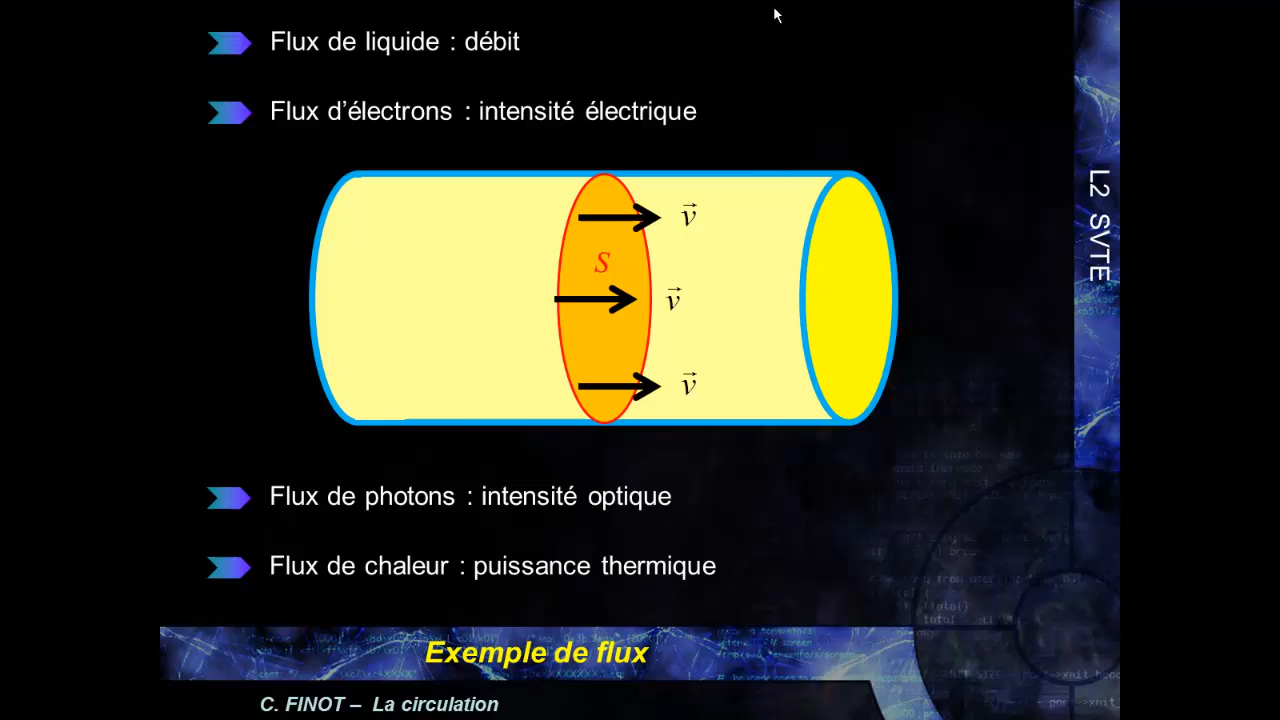 Flux de liquide : débit
Flux d’électrons : intensité électrique
v
S
v
v
Flux de photons : intensité optique
Flux de chaleur : puissance thermique
Exemple de flux
C. FINOT – La circulation
L2 SVTE